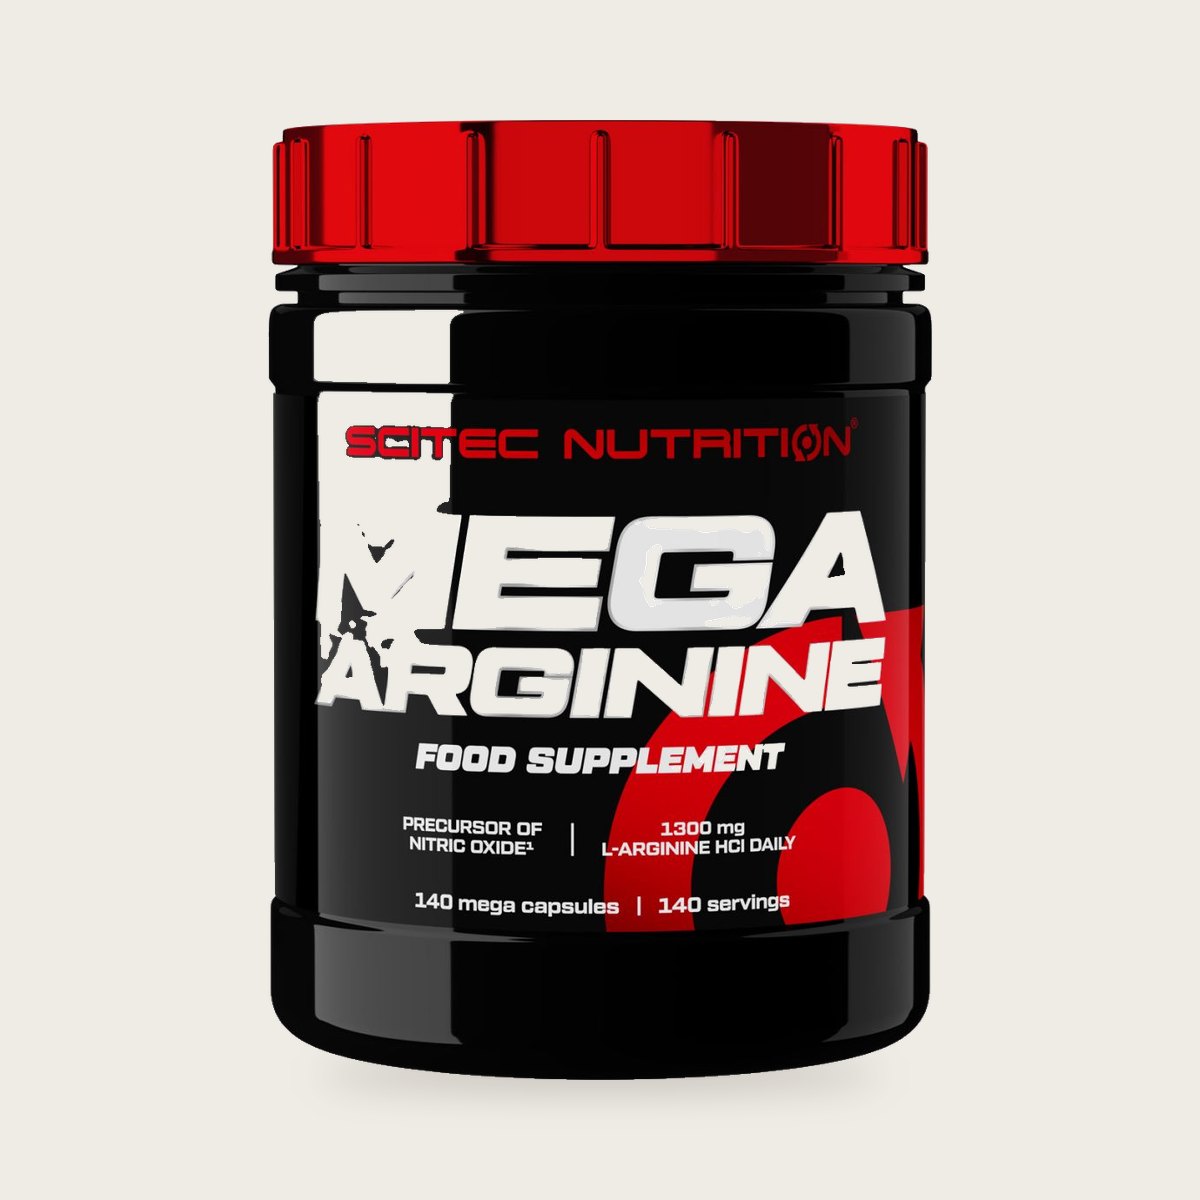 SCITEC NUTRITION®
MEGA
ARGININE
FOOD SUPPLEMENT
PRECURSOR OF
NITRIC OXIDE¹
1300 mg
L-ARGININE HCl DAILY
140 mega capsules | 140 servings